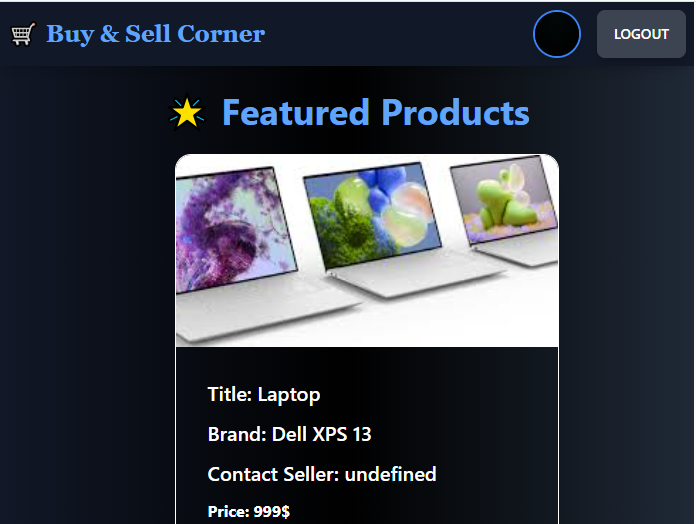 Buy & Sell Corner
LOGOUT
Featured Products
Title: Laptop
Brand: Dell XPS 13
Contact Seller: undefined
Price: 999$